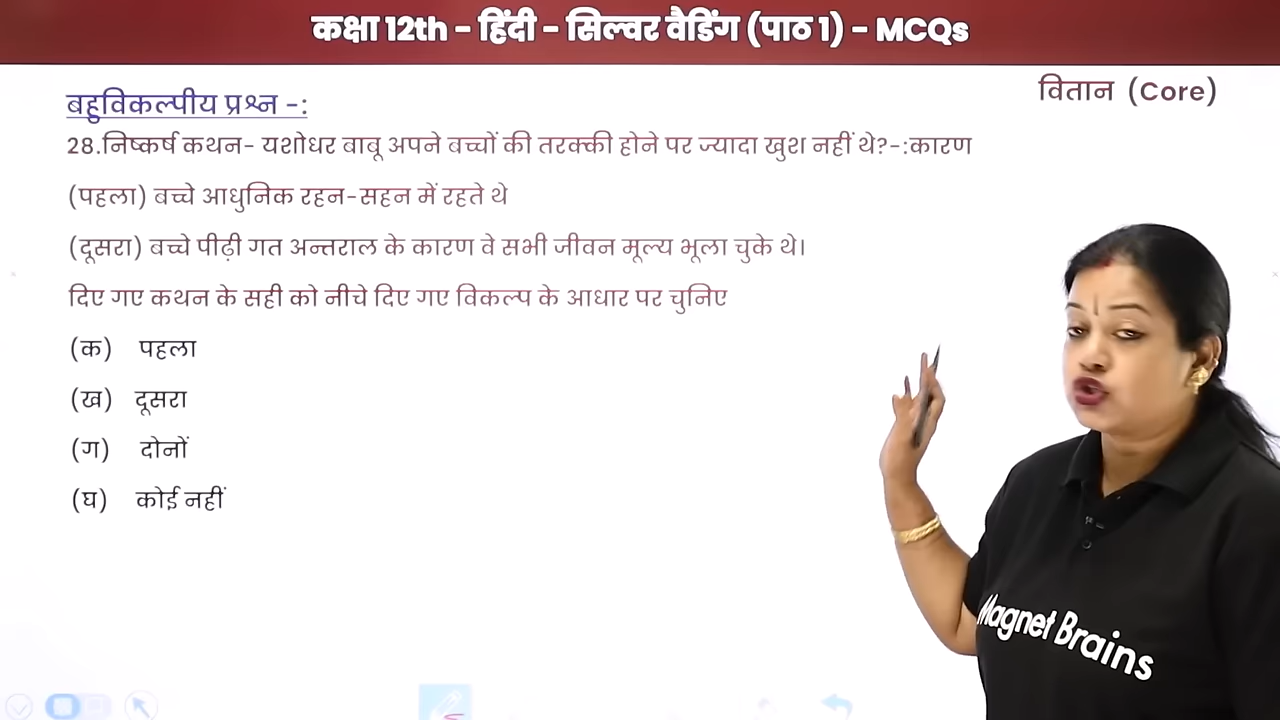 कक्षा 12th - हिंदी - सिल्वर वैडिंग (पाठ 1) - MCQs
वितान (Core)
बहुविकल्पीय प्रश्न -:
28.निष्कर्ष कथन- यशोधर बाबू अपने बच्चों की तरक्की होने पर ज्यादा खुश नहीं थे?-:कारण
(पहला) बच्चे आधुनिक रहन-सहन में रहते थे
(दूसरा) बच्चे पीढ़ी गत अन्तराल के कारण वे सभी जीवन मूल्य भूला चुके थे।
दिए गए कथन के सही को नीचे दिए गए विकल्प के आधार पर चुनिए
(क) पहला
(ख) दूसरा
(ग) दोनों
(घ) कोई नहीं
Magnet Brains